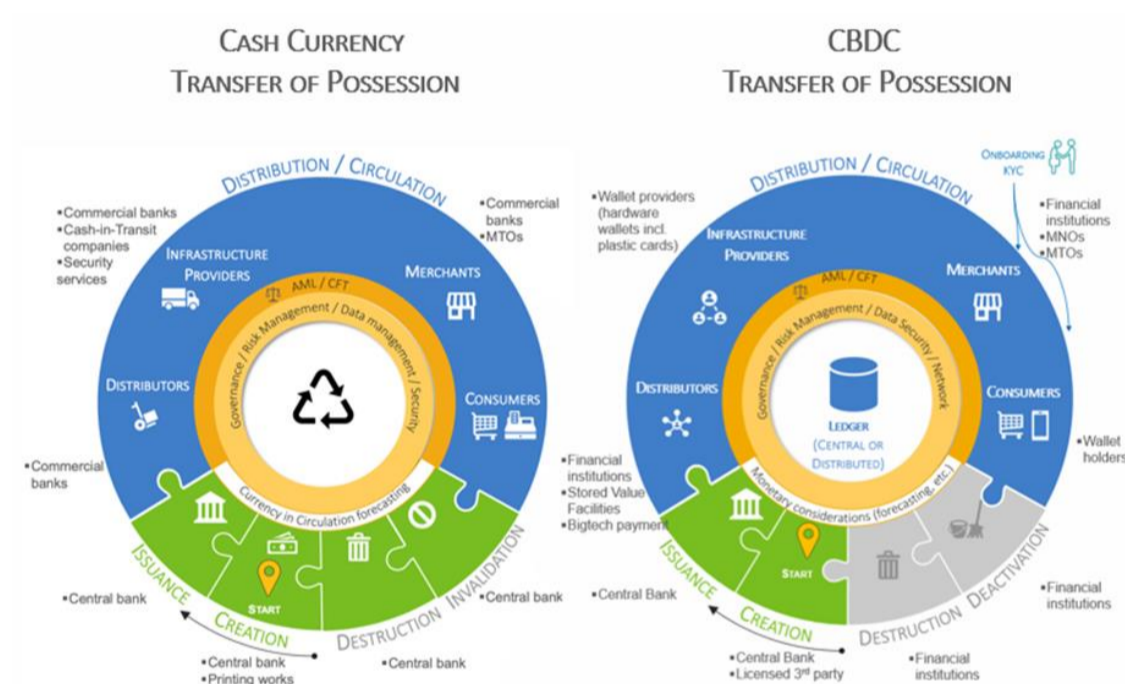 CASH CURRENCY
TRANSFER OF POSSESSION
DISTRIBUTION / CIRCULATION
▪Commercial banks
▪Cash-in-Transit
companies
▪Security
services
▪Commercial
banks
▪MTOs
INFRASTRUCTURE
PROVIDERS
MERCHANTS
AML / CFT
Governance / Risk Management / Data management / Security
DISTRIBUTORS
CONSUMERS
▪Commercial
banks
Currency in Circulation forecasting
ISSUANCE
START
CREATION
DESTRUCTION
INVALIDATION
▪Central bank
▪Central bank
▪Central bank
▪Printing works
▪Central bank
CBDC
TRANSFER OF POSSESSION
DISTRIBUTION / CIRCULATION
ONBOARDING
KYC
▪Wallet providers
(hardware
wallets incl.
plastic cards)
▪Financial
institutions
▪MNOs
▪MTOs
INFRASTRUCTURE
PROVIDERS
MERCHANTS
AML / CFT
Governance / Risk Management / Data Security / Network
DISTRIBUTORS
CONSUMERS
LEDGER
(CENTRAL OR
DISTRIBUTED)
▪Wallet
holders
▪Financial
institutions
▪Stored Value
Facilities
▪Bigtech payment
Monetary considerations (forecasting, etc.)
ISSUANCE
START
CREATION
DESTRUCTION
DEACTIVATION
▪Central Bank
▪Financial
institutions
▪Central Bank
▪Licensed 3rd party
▪Financial
institutions